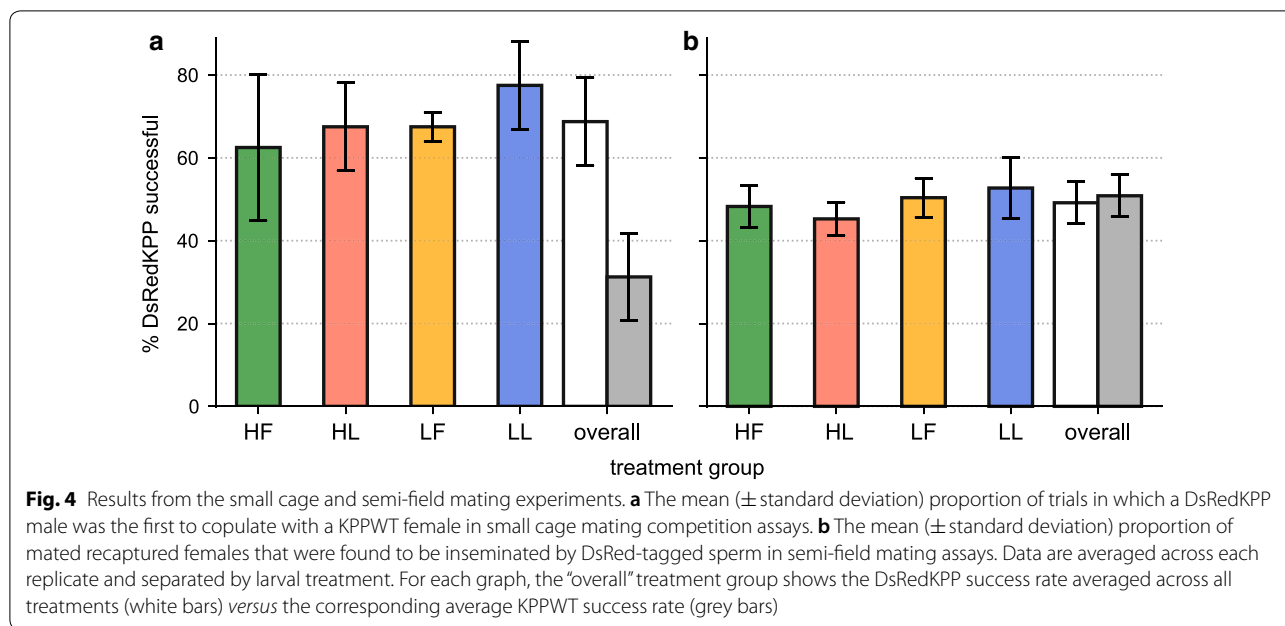 a
b
% DsRedKPP successful
80
60
40
20
0
HF HL LF LL overall
HF HL LF LL overall
treatment group
Fig. 4 Results from the small cage and semi-field mating experiments. a The mean (± standard deviation) proportion of trials in which a DsRedKPP
male was the first to copulate with a KPPWT female in small cage mating competition assays. b The mean (± standard deviation) proportion of
mated recaptured females that were found to be inseminated by DsRed-tagged sperm in semi-field mating assays. Data are averaged across each
replicate and separated by larval treatment. For each graph, the “overall” treatment group shows the DsRedKPP success rate averaged across all
treatments (white bars) versus the corresponding average KPPWT success rate (grey bars)